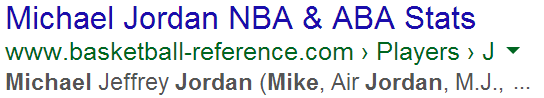 Michael Jordan NBA & ABA Stats
www.basketball-reference.com › Players › J
Michael Jeffrey Jordan (Mike, Air Jordan, M.J., ...